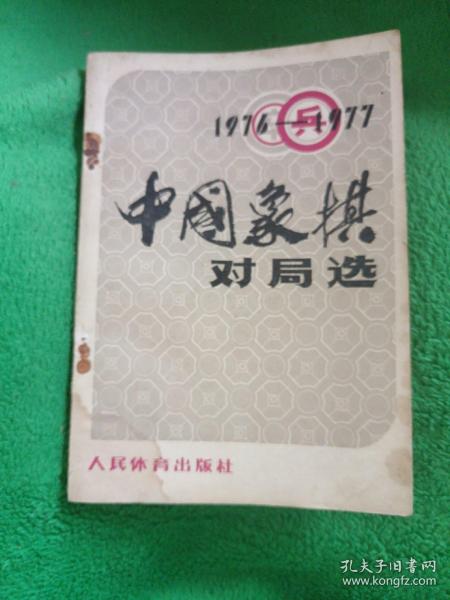 1976—1977
兵
中國象棋
对局选
人民体育出版社
孔夫子旧书网
www.kongfz.com